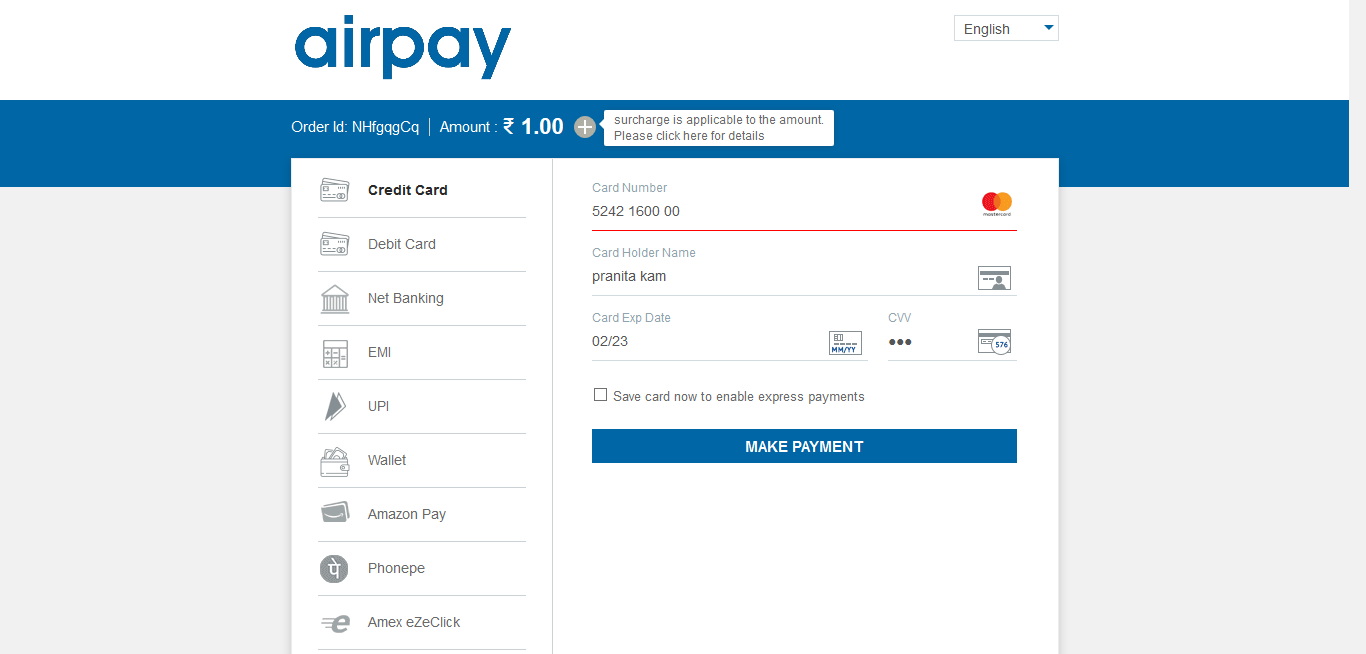 airpay
English
Order Id: NHfgqgCq
Amount : ₹ 1.00
surcharge is applicable to the amount.
Please click here for details
Credit Card
Debit Card
Net Banking
EMI
UPI
Wallet
Amazon Pay
Phonepe
Amex eZeClick
Card Number
5242 1600 00
mastercard
Card Holder Name
pranita kam
Card Exp Date
02/23
MM/YY
CVV
•••
576
Save card now to enable express payments
MAKE PAYMENT